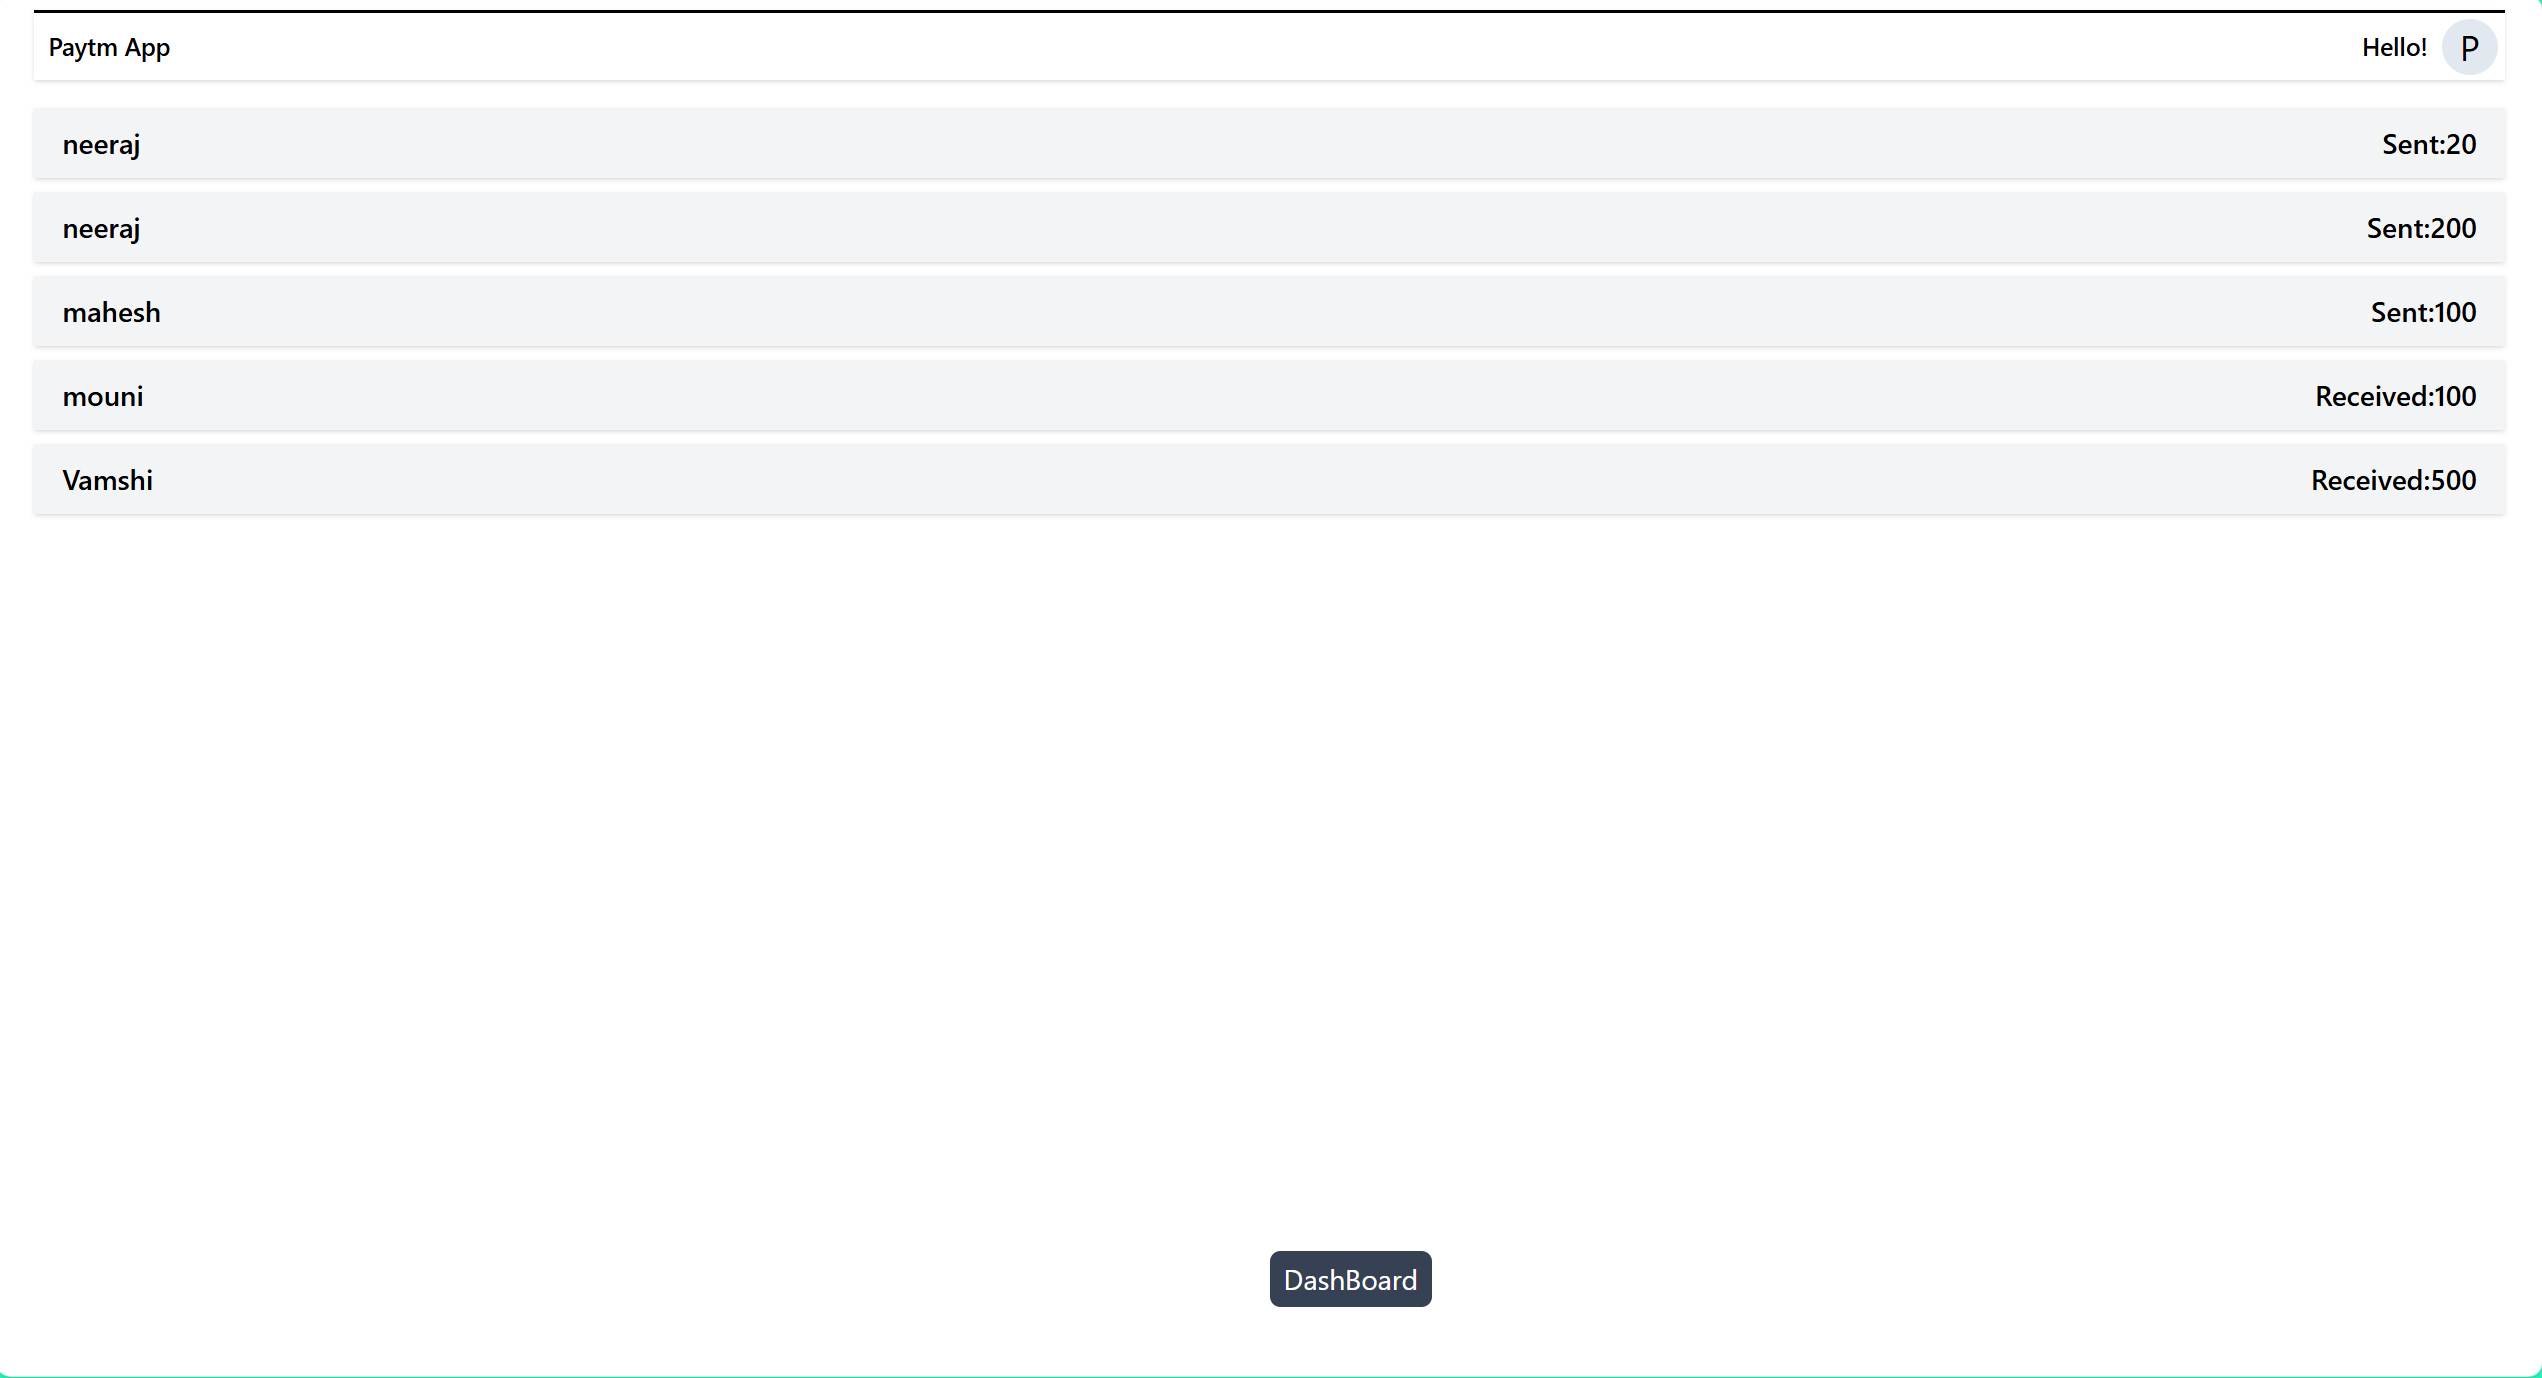 Paytm App Hello! P
neeraj Sent:20
neeraj Sent:200
mahesh Sent:100
mouni Received:100
Vamshi Received:500
DashBoard